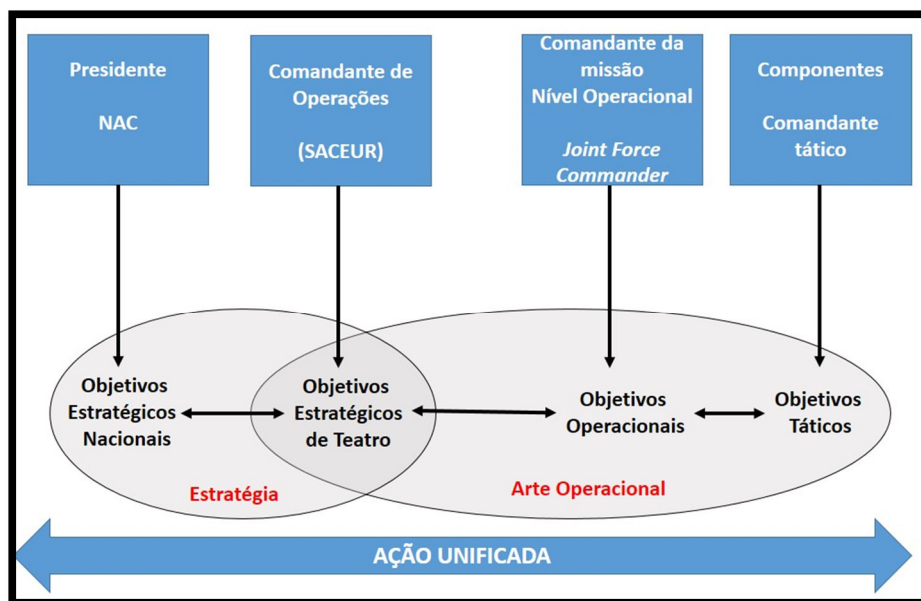 Presidente
NAC
Comandante de
Operações
(SACEUR)
Comandante da
missão
Nível Operacional
Joint Force
Commander
Componentes
Comandante
tático
Objetivos
Estratégicos
Nacionais
Objetivos
Estratégicos
de Teatro
Objetivos
Operacionais
Objetivos
Táticos
Estratégia
Arte Operacional
AÇÃO UNIFICADA